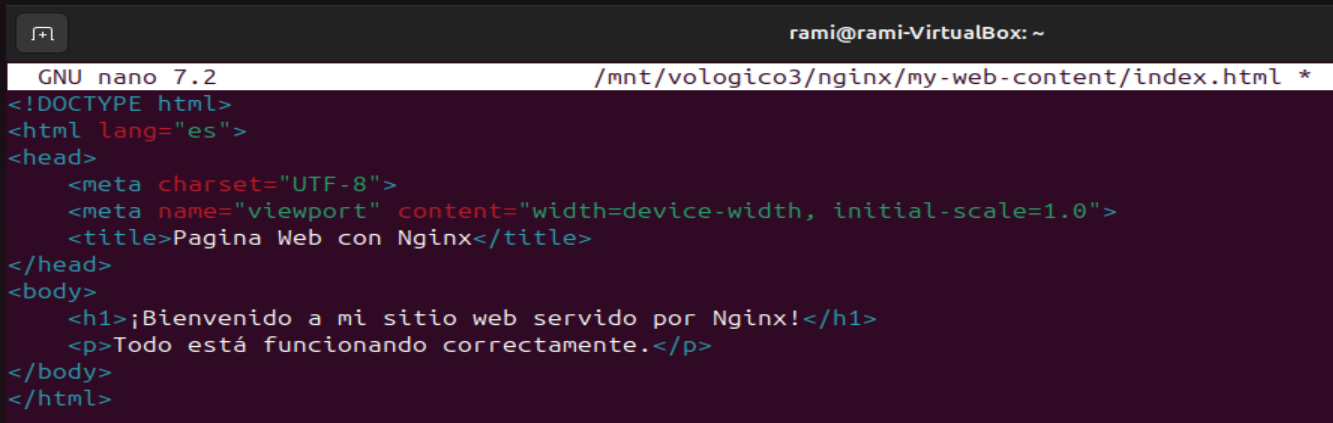 rami@rami-VirtualBox: ~
GNU nano 7.2 /mnt/vologico3/nginx/my-web-content/index.html *
<!DOCTYPE html>
<html lang="es">
<head>
    <meta charset="UTF-8">
    <meta name="viewport" content="width=device-width, initial-scale=1.0">
    <title>Pagina Web con Nginx</title>
</head>
<body>
    <h1>¡Bienvenido a mi sitio web servido por Nginx!</h1>
    <p>Todo está funcionando correctamente.</p>
</body>
</html>